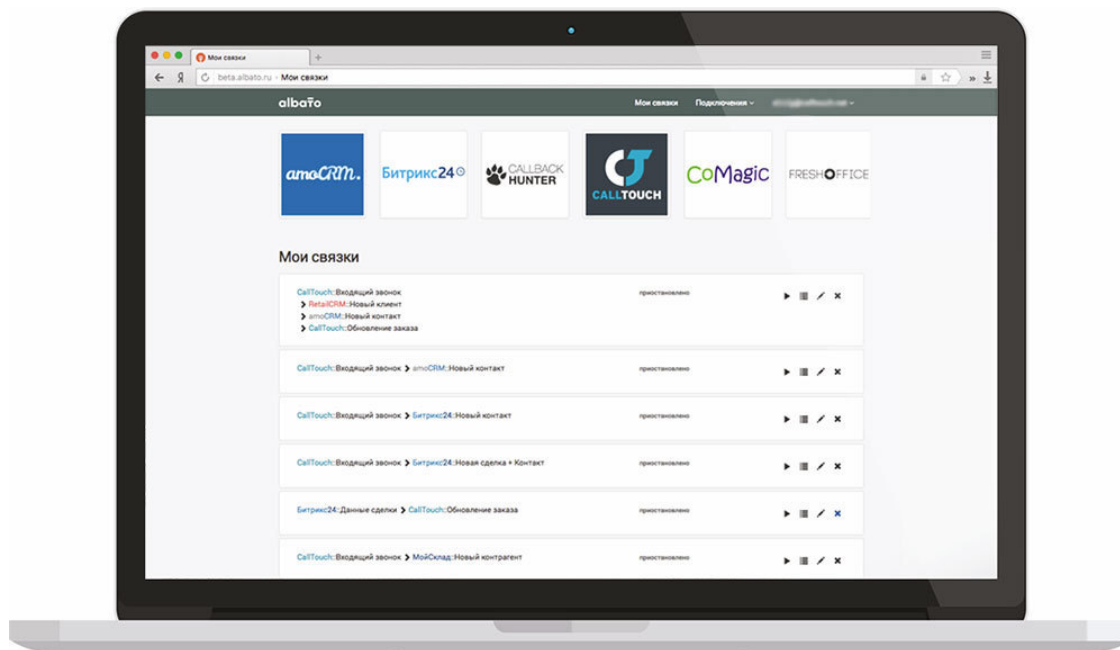 Мои связки
beta.albato.ru - Мои связки
albato
Мои связки Подключения
amoCRM.
Битрикс24
CALLBACK
HUNTER
CALLTOUCH
CoMagic
FRESHOFFICE
Мои связки
CallTouch::Входящий звонок приостановлено
RetailCRM::Новый клиент
amoCRM::Новый контакт
CallTouch::Обновление заказа
CallTouch::Входящий звонок > amoCRM::Новый контакт приостановлено
CallTouch::Входящий звонок > Битрикс24::Новый контакт приостановлено
CallTouch::Входящий звонок > Битрикс24::Новая сделка + Контакт приостановлено
Битрикс24::Данные сделки > CallTouch::Обновление заказа приостановлено
CallTouch::Входящий звонок > МойСклад::Новый контрагент приостановлено